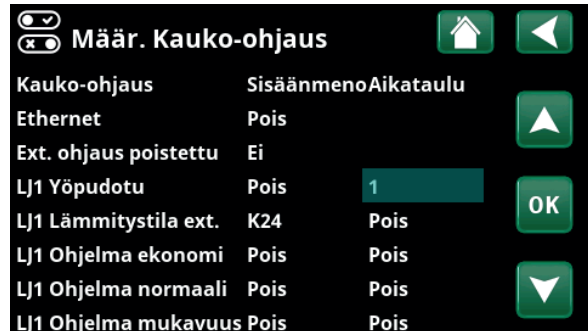 Määr. Kauko-ohjaus
Kauko-ohjaus SisäänmenoAikataulu
Ethernet Pois
Ext. ohjaus poistettu Ei
LJ1 Yöpudotu Pois 1
LJ1 Lämmitystila ext. K24 Pois
OK
LJ1 Ohjelma ekonomi Pois Pois
LJ1 Ohjelma normaali Pois Pois
LJ1 Ohjelma mukavuus Pois Pois